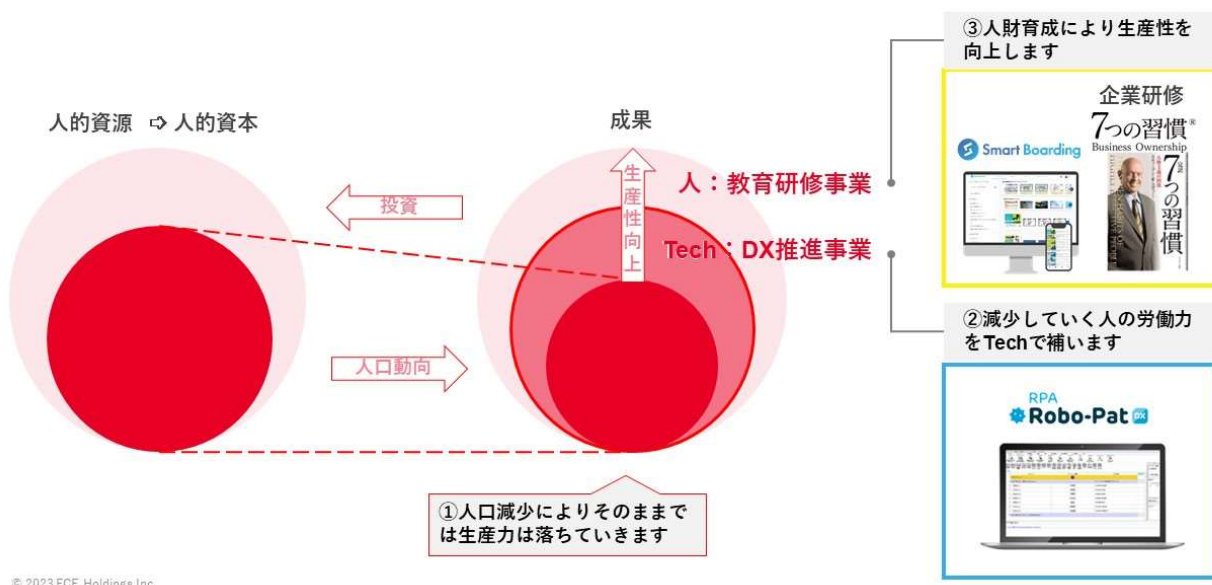 ③人財育成により生産性を
向上します
企業研修
7つの習慣®
Business Ownership
7つの習慣
Smart Boarding
人的資源 ➩ 人的資本
成果
生産性向上
投資
人:教育研修事業
Tech:DX推進事業
②減少していく人の労働力
をTechで補います
人口動向
RPA
Robo-Pat DX
①人口減少によりそのままで
は生産力は落ちていきます
© 2023 FCE Holdings Inc.